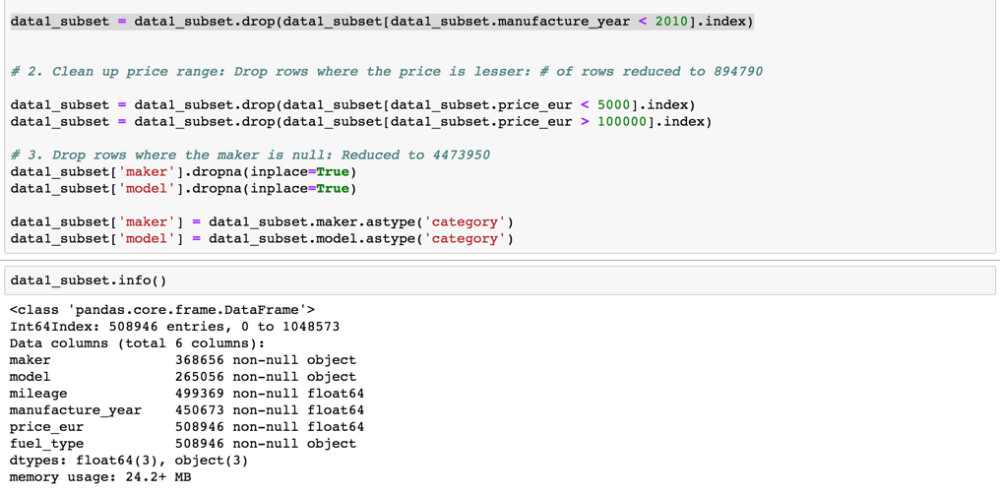 data1_subset = data1_subset.drop(data1_subset[data1_subset.manufacture_year < 2010].index)
# 2. Clean up price range: Drop rows where the price is lesser: # of rows reduced to 894790
data1_subset = data1_subset.drop(data1_subset[data1_subset.price_eur < 5000].index)
data1_subset = data1_subset.drop(data1_subset[data1_subset.price_eur > 100000].index)
# 3. Drop rows where the maker is null: Reduced to 4473950
data1_subset['maker'].dropna(inplace=True)
data1_subset['model'].dropna(inplace=True)
data1_subset['maker'] = data1_subset.maker.astype('category')
data1_subset['model'] = data1_subset.model.astype('category')
data1_subset.info()
<class 'pandas.core.frame.DataFrame'>
Int64Index: 508946 entries, 0 to 1048573
Data columns (total 6 columns):
maker 368656 non-null object
model 265056 non-null object
mileage 499369 non-null float64
manufacture_year 450673 non-null float64
price_eur 508946 non-null float64
fuel_type 508946 non-null object
dtypes: float64(3), object(3)
memory usage: 24.2+ MB